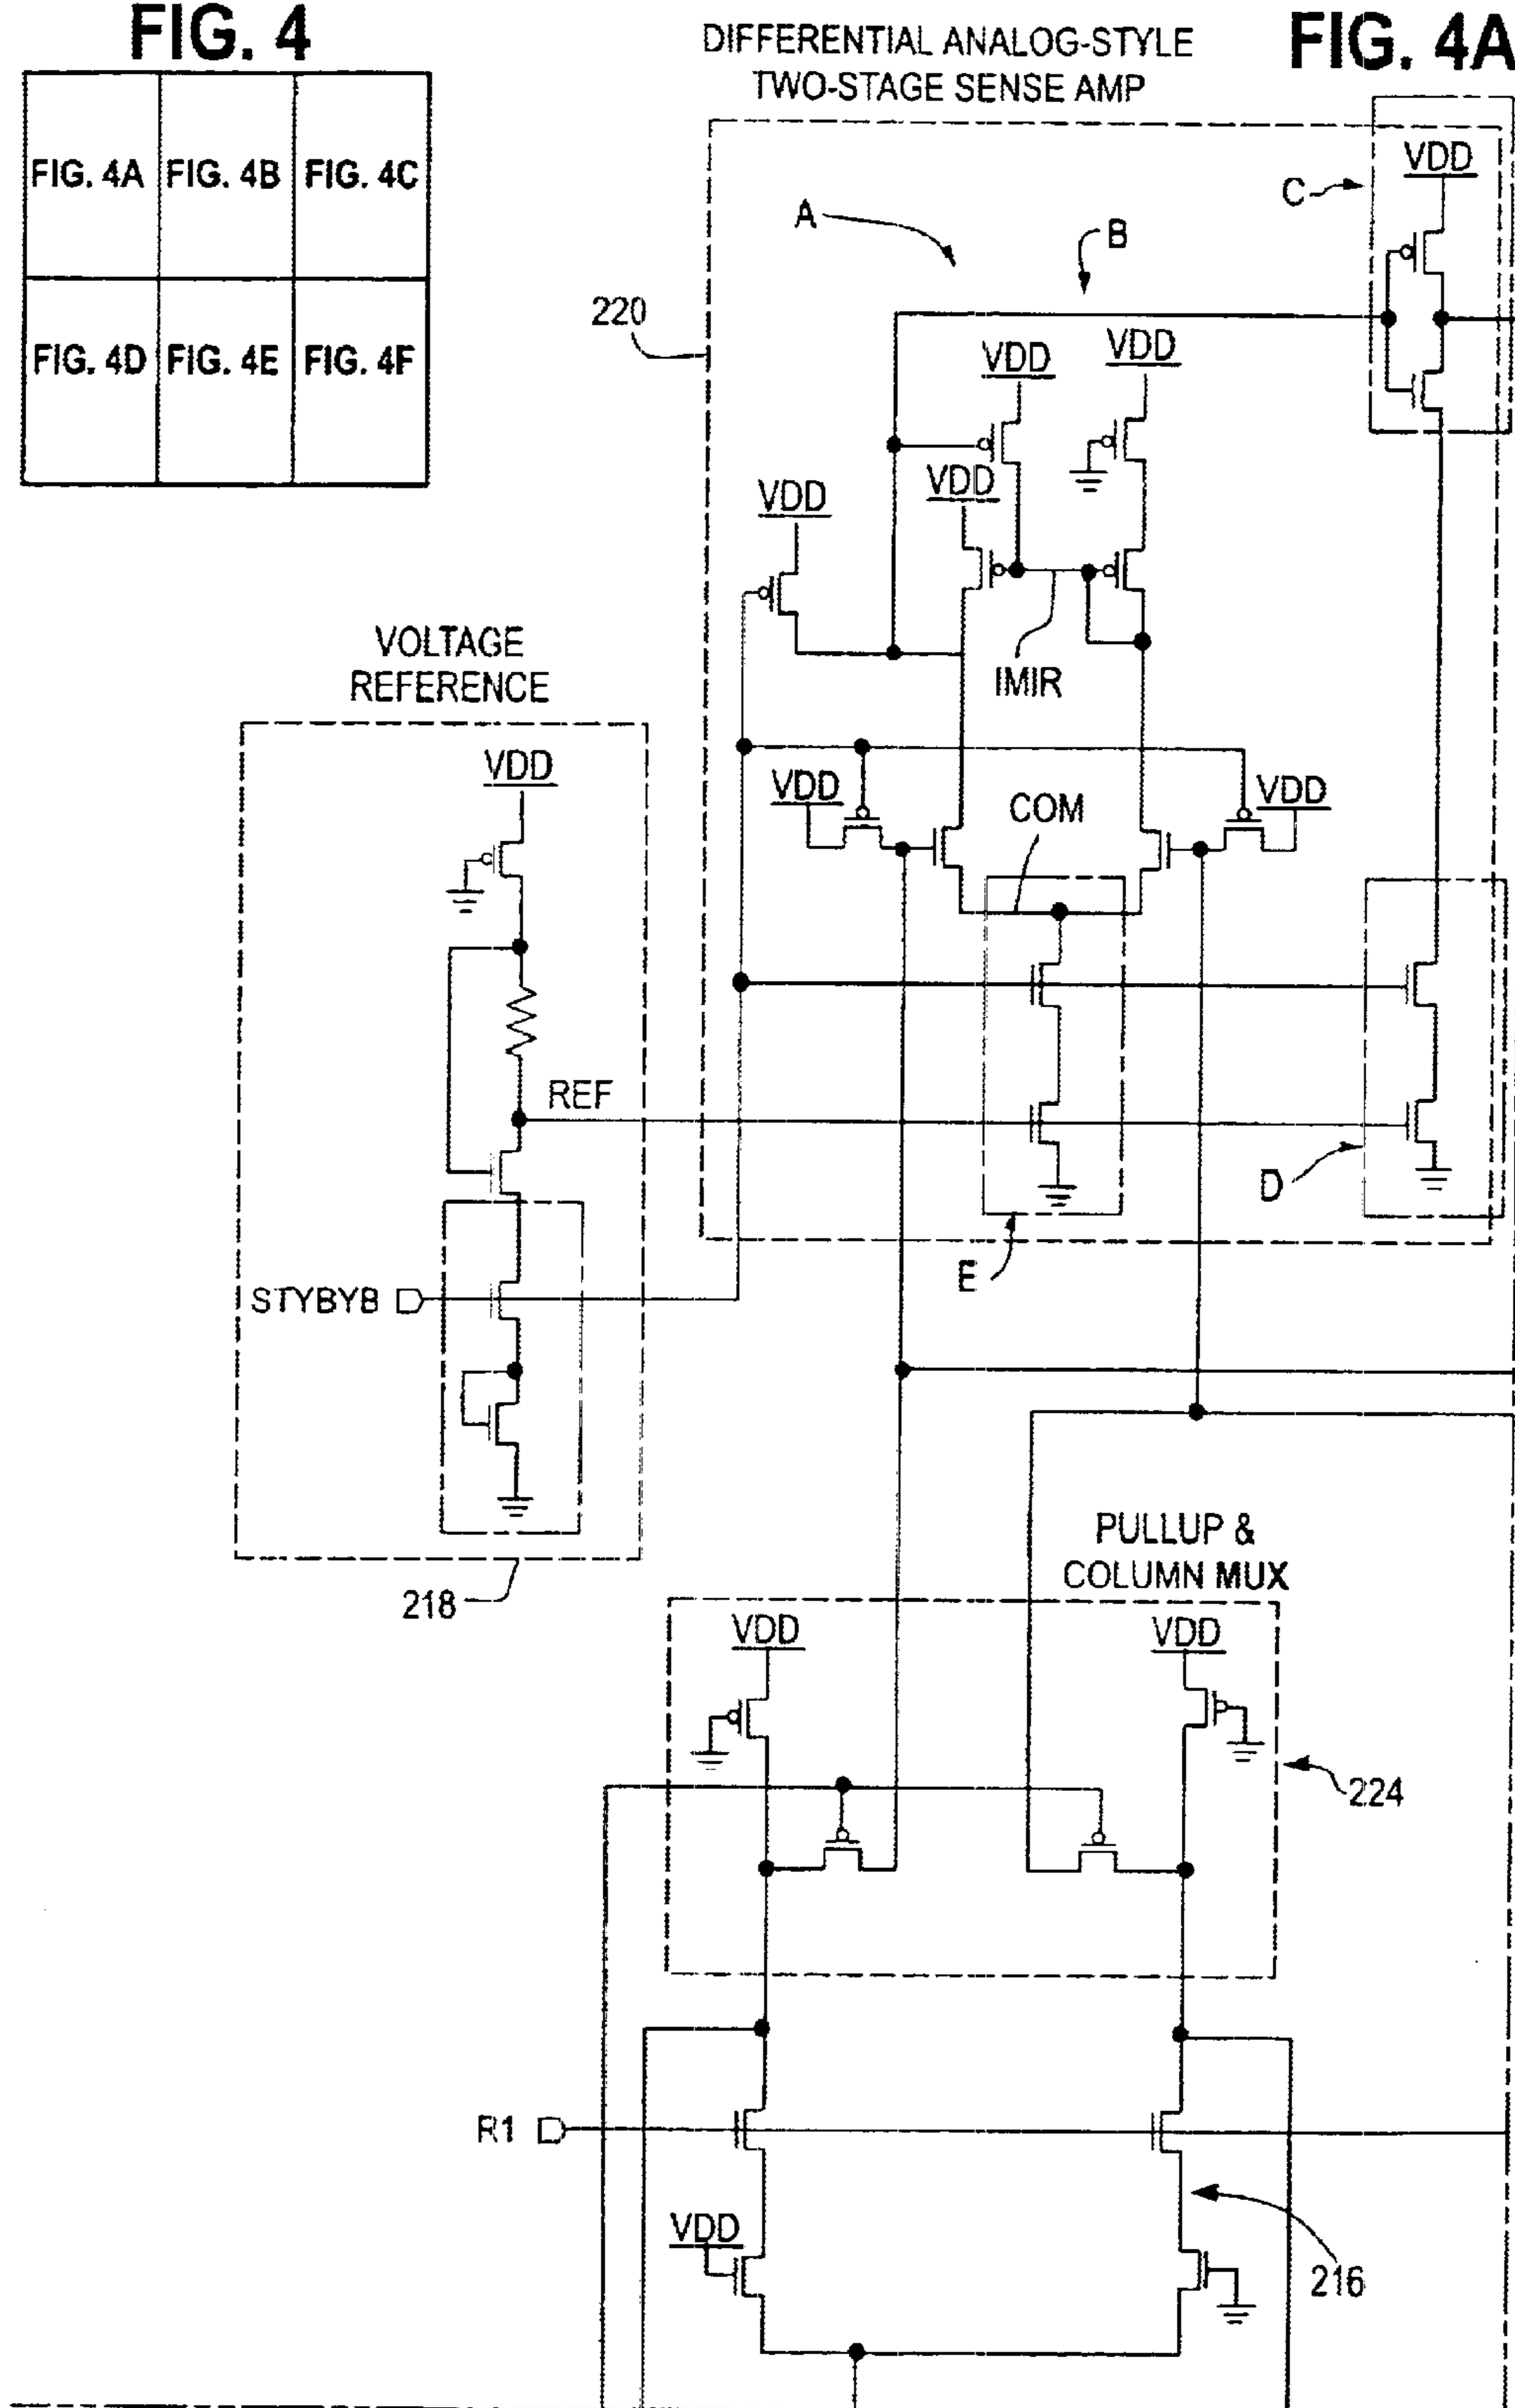 FIG. 4
FIG. 4A FIG. 4B FIG. 4C
FIG. 4D FIG. 4E FIG. 4F
DIFFERENTIAL ANALOG-STYLE
TWO-STAGE SENSE AMP
FIG. 4A
C
VDD
A
B
220
VDD
VDD
VDD
VDD
IMIR
VOLTAGE
REFERENCE
VDD
VDD
COM
VDD
REF
D
E
STYBYB
218
PULLUP &
COLUMN MUX
VDD
VDD
224
R1
VDD
216